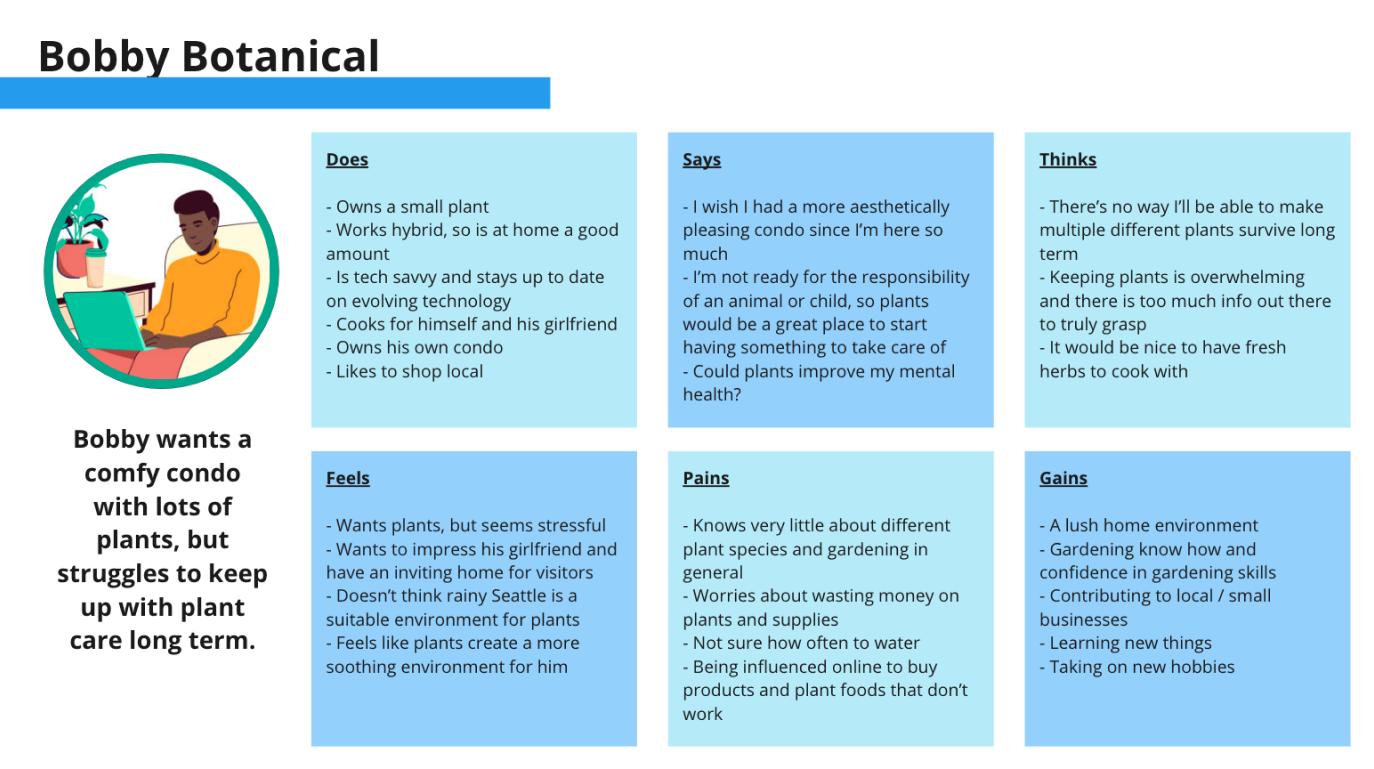 Bobby Botanical
Bobby wants a
comfy condo
with lots of
plants, but
struggles to keep
up with plant
care long term.
Does
- Owns a small plant
- Works hybrid, so is at home a good
amount
- Is tech savvy and stays up to date
on evolving technology
- Cooks for himself and his girlfriend
- Owns his own condo
- Likes to shop local
Says
- I wish I had a more aesthetically
pleasing condo since I’m here so
much
- I’m not ready for the responsibility
of an animal or child, so plants
would be a great place to start
having something to take care of
- Could plants improve my mental
health?
Thinks
- There’s no way I’ll be able to make
multiple different plants survive long
term
- Keeping plants is overwhelming
and there is too much info out there
to truly grasp
- It would be nice to have fresh
herbs to cook with
Feels
- Wants plants, but seems stressful
- Wants to impress his girlfriend and
have an inviting home for visitors
- Doesn’t think rainy Seattle is a
suitable environment for plants
- Feels like plants create a more
soothing environment for him
Pains
- Knows very little about different
plant species and gardening in
general
- Worries about wasting money on
plants and supplies
- Not sure how often to water
- Being influenced online to buy
products and plant foods that don’t
work
Gains
- A lush home environment
- Gardening know how and
confidence in gardening skills
- Contributing to local / small
businesses
- Learning new things
- Taking on new hobbies